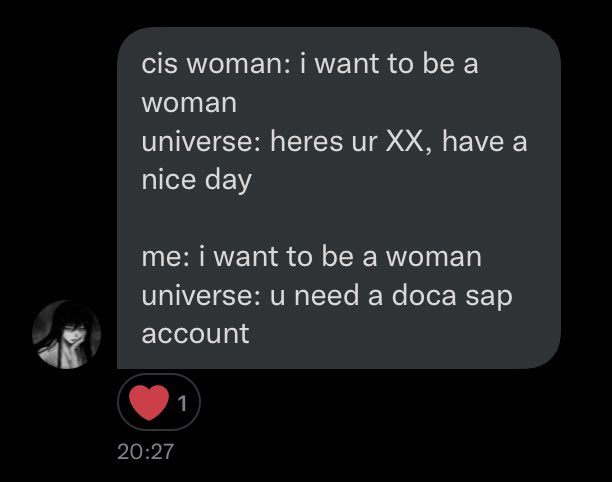 cis woman: i want to be a
woman
universe: heres ur XX, have a
nice day
me: i want to be a woman
universe: u need a doca sap
account
1
20:27